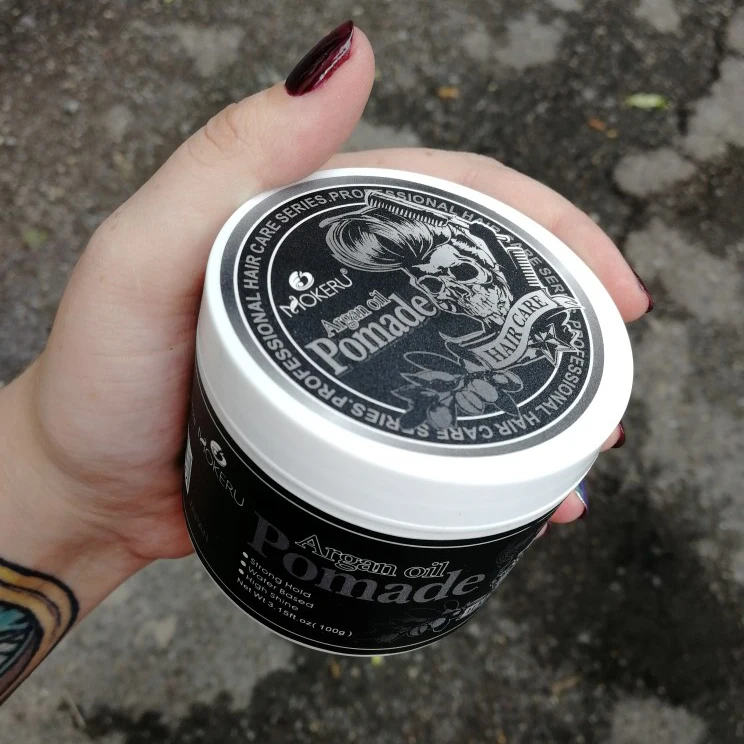 PROFESSIONAL HAIR CARE SERIES.PROFESSIONAL HAIR CARE SERIES.PROFESSIONAL HAIR CARE SERIES.
MOKERU®
Argan oil
Pomade
HAIR CARE
MOKERU
Argan oil
Pomade
Strong Hold
Water Based
High Shine
Net Wt 3.15fl.oz(100g)